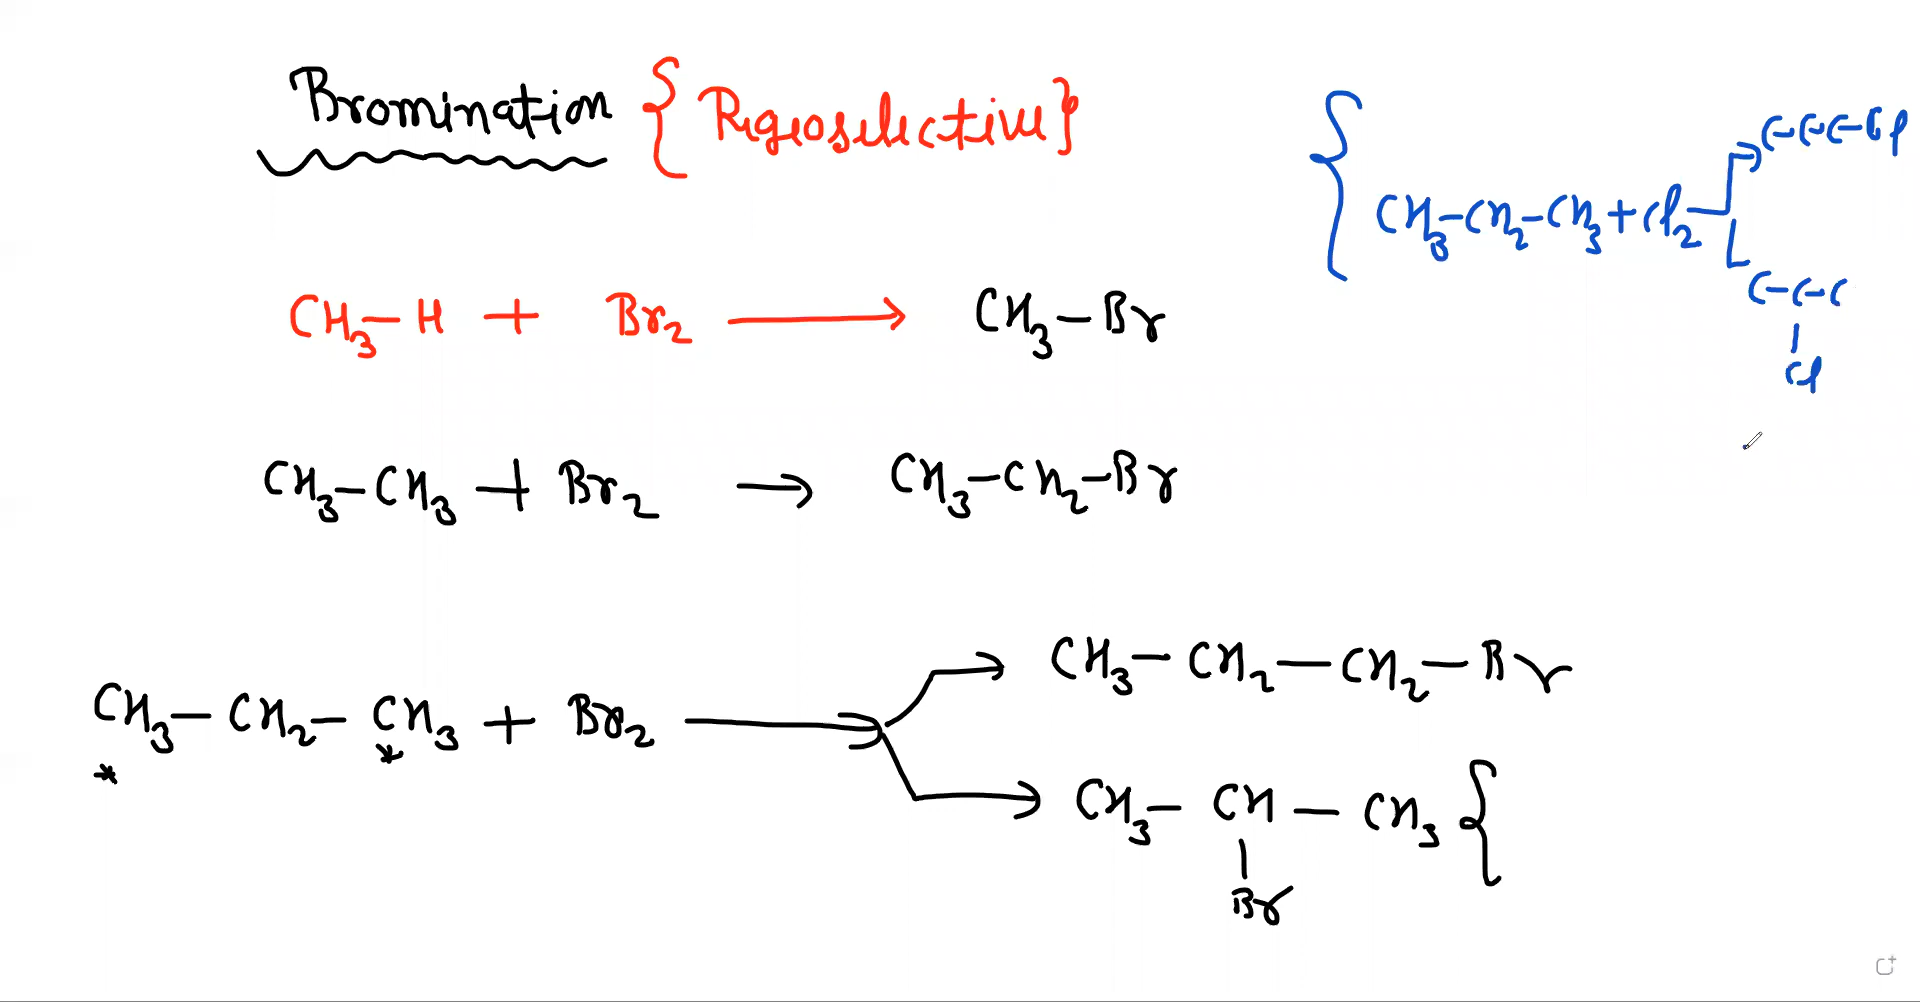 Bromination { Rigeoselective }
CH3-H + Br2 → CH3-Br
CH3-CH3 + Br2 → CH3-CH2-Br
CH3-CH2-CH3 + Br2 →
* *
→ CH3-CH2-CH2-Br
→ CH3-CH-CH3 {
|
Br
{ CH3-CH2-CH3 + Cl2
→ C-C-C-Cl
C-C-C
|
Cl